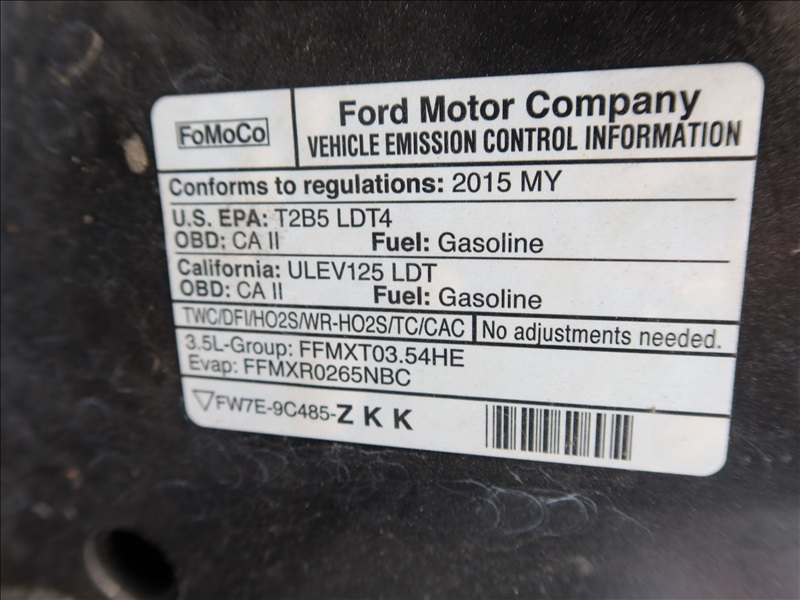 FoMoCo
Ford Motor Company
VEHICLE EMISSION CONTROL INFORMATION
Conforms to regulations: 2015 MY
U.S. EPA: T2B5 LDT4
OBD: CA II Fuel: Gasoline
California: ULEV125 LDT
OBD: CA II Fuel: Gasoline
TWC/DFI/HO2S/WR-HO2S/TC/CAC No adjustments needed.
3.5L-Group: FFMXT03.54HE
Evap: FFMXR0265NBC
▽FW7E-9C485-ZKK